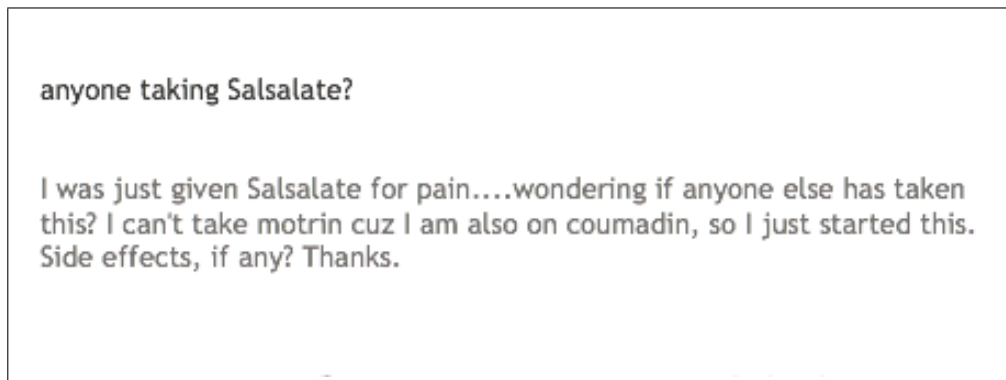 anyone taking Salsalate?
I was just given Salsalate for pain....wondering if anyone else has taken
this? I can't take motrin cuz I am also on coumadin, so I just started this.
Side effects, if any? Thanks.